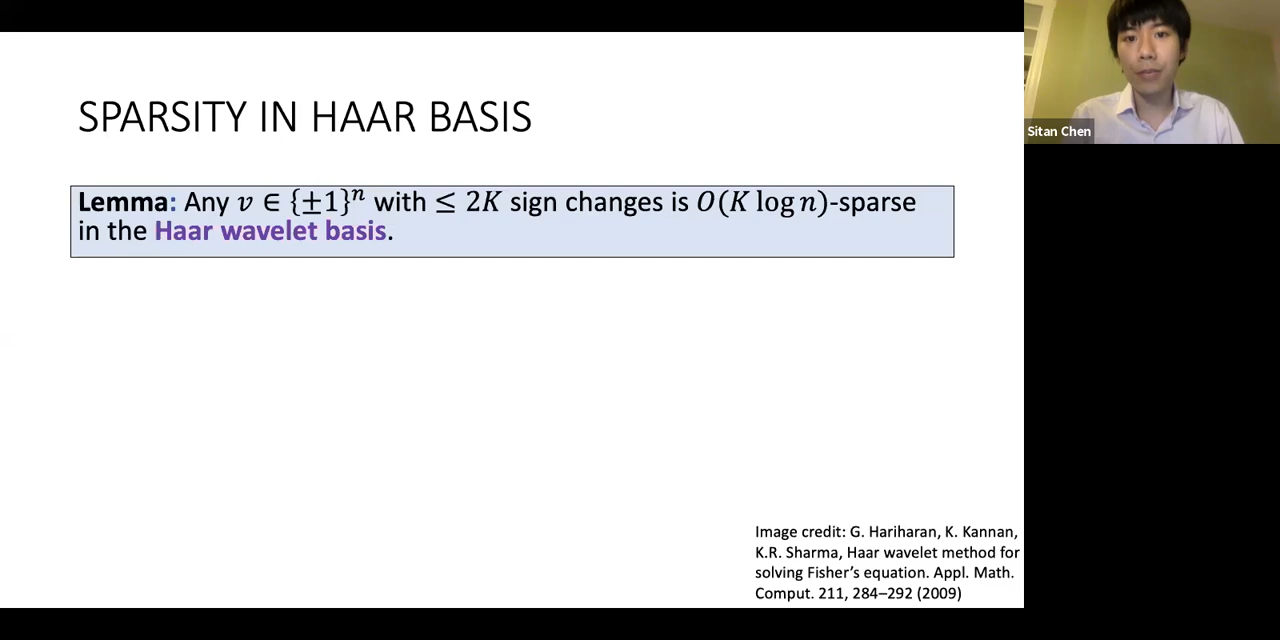 SPARSITY IN HAAR BASIS
Lemma: Any 𝑣 ∈ {±1}ⁿ with ≤ 2𝐾 sign changes is 𝑂(𝐾 log 𝑛)-sparse
in the Haar wavelet basis.
Image credit: G. Hariharan, K. Kannan,
K.R. Sharma, Haar wavelet method for
solving Fisher’s equation. Appl. Math.
Comput. 211, 284–292 (2009)
Sitan Chen